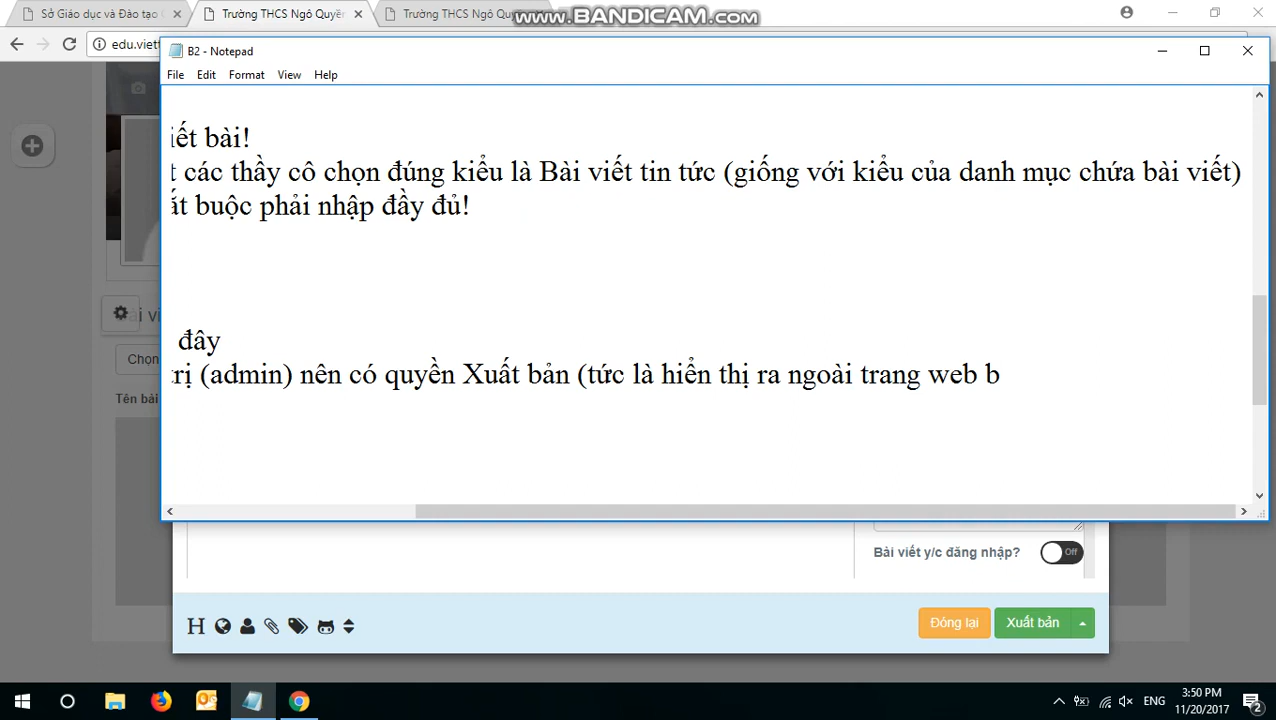 Sở Giáo dục và Đào tạo
Trường THCS Ngô Quyền
Trường THCS Ngô Q
www.BANDICAM.com
edu.viett
B2 - Notepad
File Edit Format View Help
iết bài!
t các thầy cô chọn đúng kiểu là Bài viết tin tức (giống với kiểu của danh mục chứa bài viết)
ắt buộc phải nhập đầy đủ!
đây
trị (admin) nên có quyền Xuất bản (tức là hiển thị ra ngoài trang web b
Chọn
Tên bài
Bài viết y/c đăng nhập? Off
Đóng lại Xuất bản
ENG
3:50 PM
11/20/2017
2